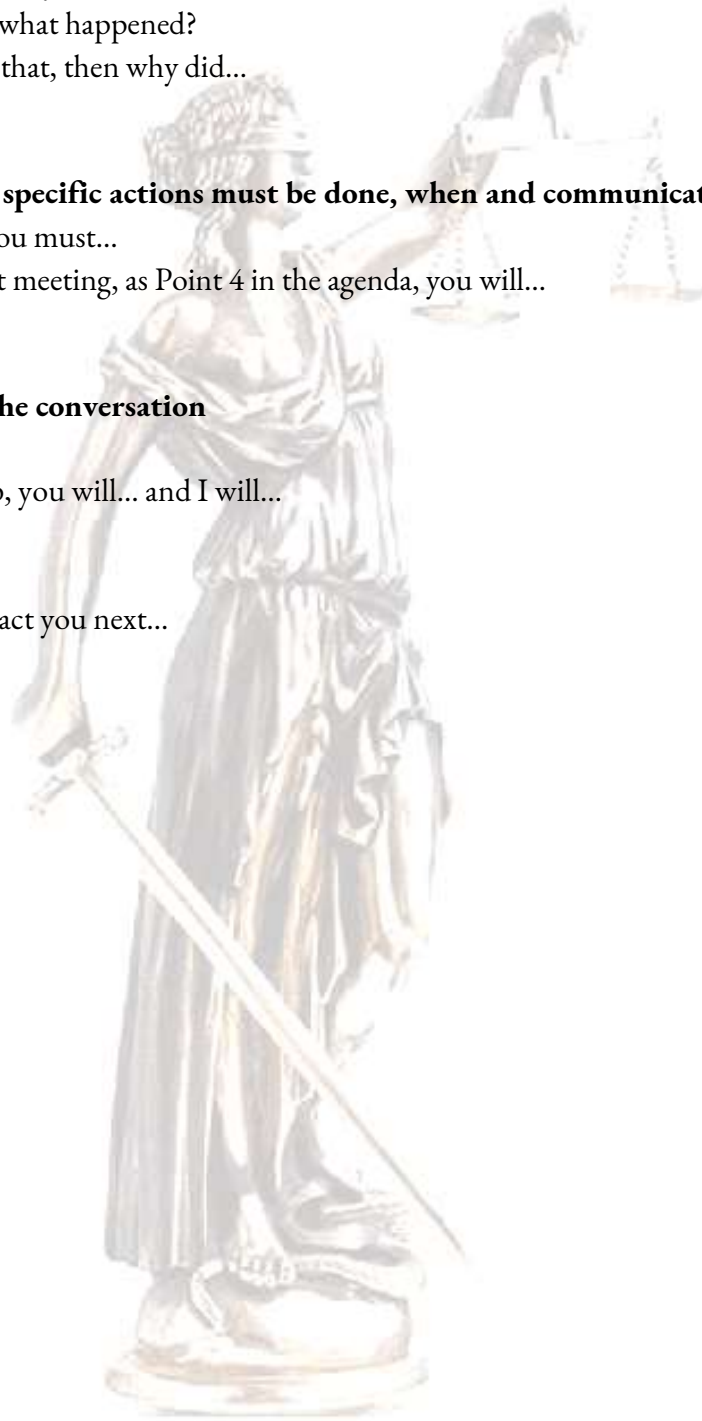 what happened?
that, then why did...
specific actions must be done, when and
ou must...
t meeting, as Point 4 in the agenda, you will...
he conversation
, you will... and I will...
act you next...